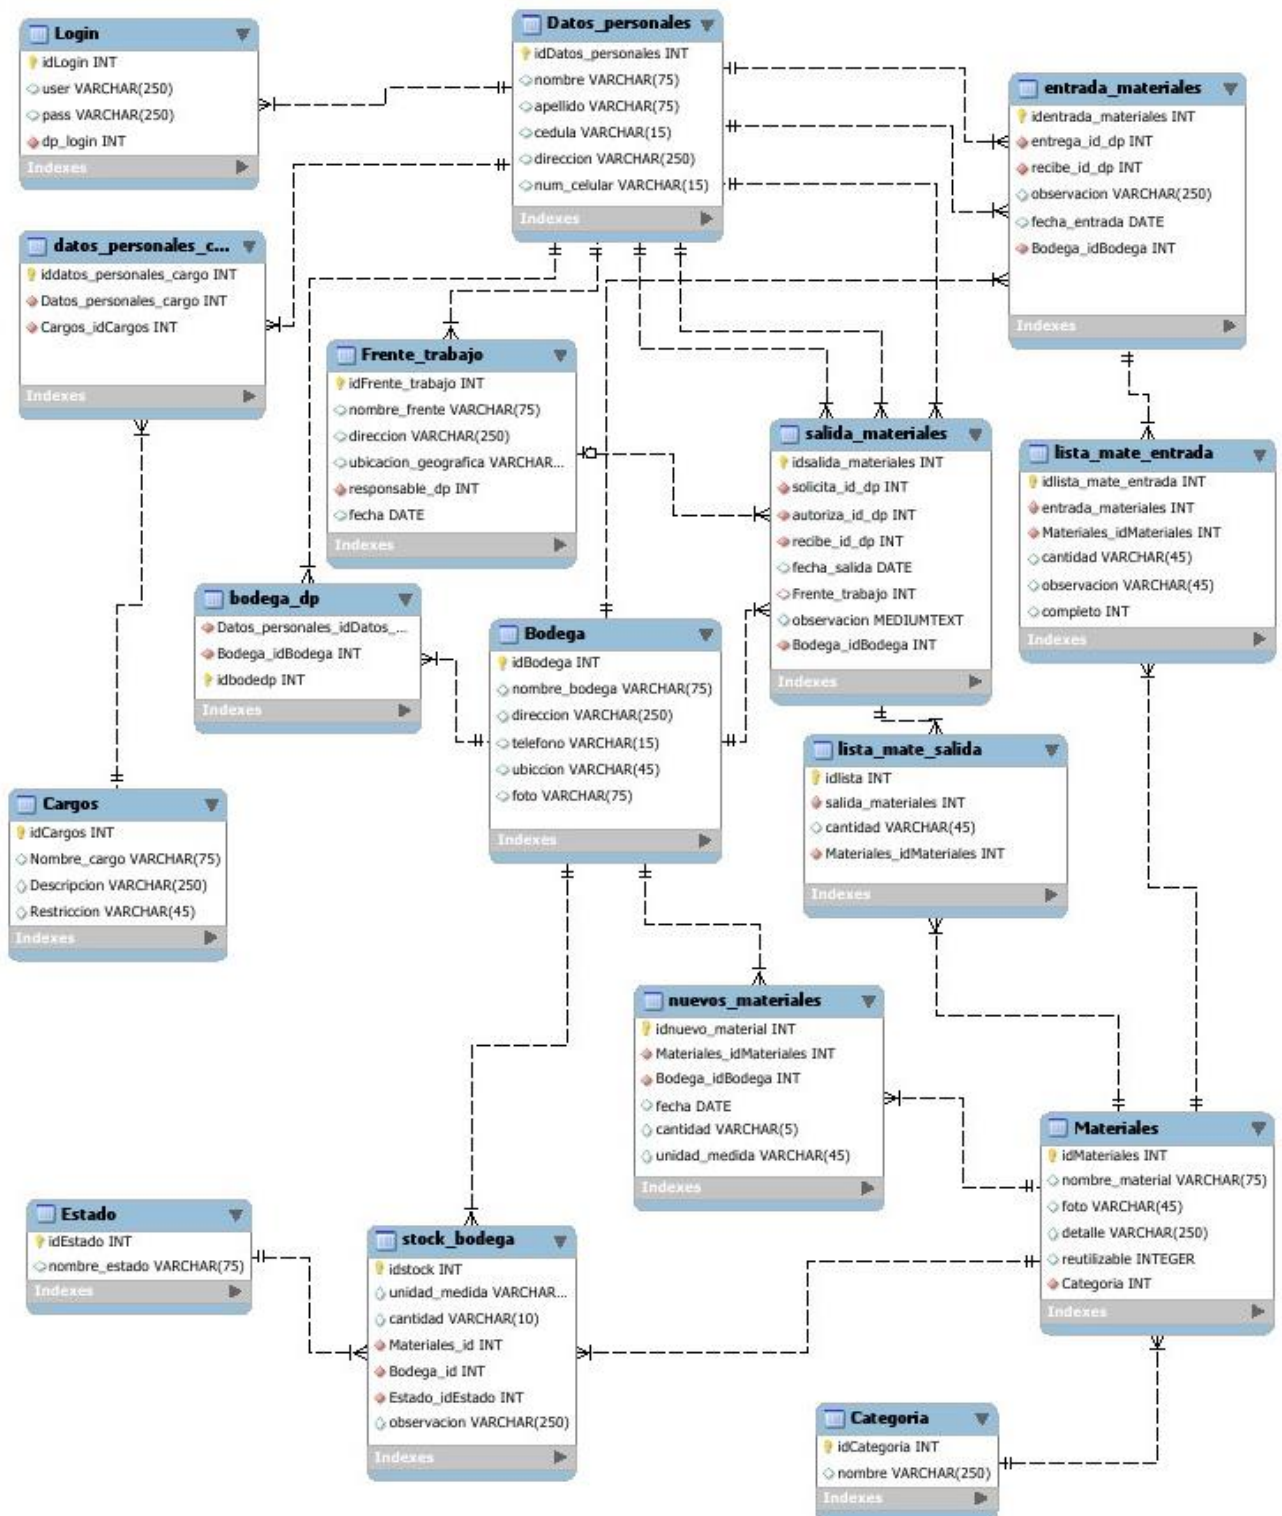 Login
idLogin INT
user VARCHAR(250)
pass VARCHAR(250)
dp_login INT
Indexes
Datos_personales
idDatos_personales INT
nombre VARCHAR(75)
apellido VARCHAR(75)
cedula VARCHAR(15)
direccion VARCHAR(250)
num_celular VARCHAR(15)
Indexes
entrada_materiales
identrada_materiales INT
entrega_id_dp INT
recibe_id_dp INT
observacion VARCHAR(250)
fecha_entrada DATE
Bodega_idBodega INT
Indexes
datos_personales_c...
iddatos_personales_cargo INT
Datos_personales_cargo INT
Cargos_idCargos INT
Indexes
Frente_trabajo
idFrente_trabajo INT
nombre_frente VARCHAR(75)
direccion VARCHAR(250)
ubicacion_geografica VARCHAR...
responsable_dp INT
fecha DATE
Indexes
salida_materiales
idsalida_materiales INT
solicita_id_dp INT
autoriza_id_dp INT
recibe_id_dp INT
fecha_salida DATE
Frente_trabajo INT
observacion MEDIUMTEXT
Bodega_idBodega INT
Indexes
lista_mate_entrada
idlista_mate_entrada INT
entrada_materiales INT
Materiales_idMateriales INT
cantidad VARCHAR(45)
observacion VARCHAR(45)
completo INT
Indexes
bodega_dp
Datos_personales_idDatos_...
Bodega_idBodega INT
idbodedp INT
Indexes
Bodega
idBodega INT
nombre_bodega VARCHAR(75)
direccion VARCHAR(250)
telefono VARCHAR(15)
ubiccion VARCHAR(45)
foto VARCHAR(75)
Indexes
lista_mate_salida
idlista INT
salida_materiales INT
cantidad VARCHAR(45)
Materiales_idMateriales INT
Indexes
Cargos
idCargos INT
Nombre_cargo VARCHAR(75)
Descripcion VARCHAR(250)
Restriccion VARCHAR(45)
Indexes
nuevos_materiales
idnuevo_material INT
Materiales_idMateriales INT
Bodega_idBodega INT
fecha DATE
cantidad VARCHAR(5)
unidad_medida VARCHAR(45)
Indexes
Materiales
idMateriales INT
nombre_material VARCHAR(75)
foto VARCHAR(45)
detalle VARCHAR(250)
reutilizable INTEGER
Categoria INT
Indexes
Estado
idEstado INT
nombre_estado VARCHAR(75)
Indexes
stock_bodega
idstock INT
unidad_medida VARCHAR...
cantidad VARCHAR(10)
Materiales_id INT
Bodega_id INT
Estado_idEstado INT
observacion VARCHAR(250)
Indexes
Categoria
idCategoria INT
nombre VARCHAR(250)
Indexes